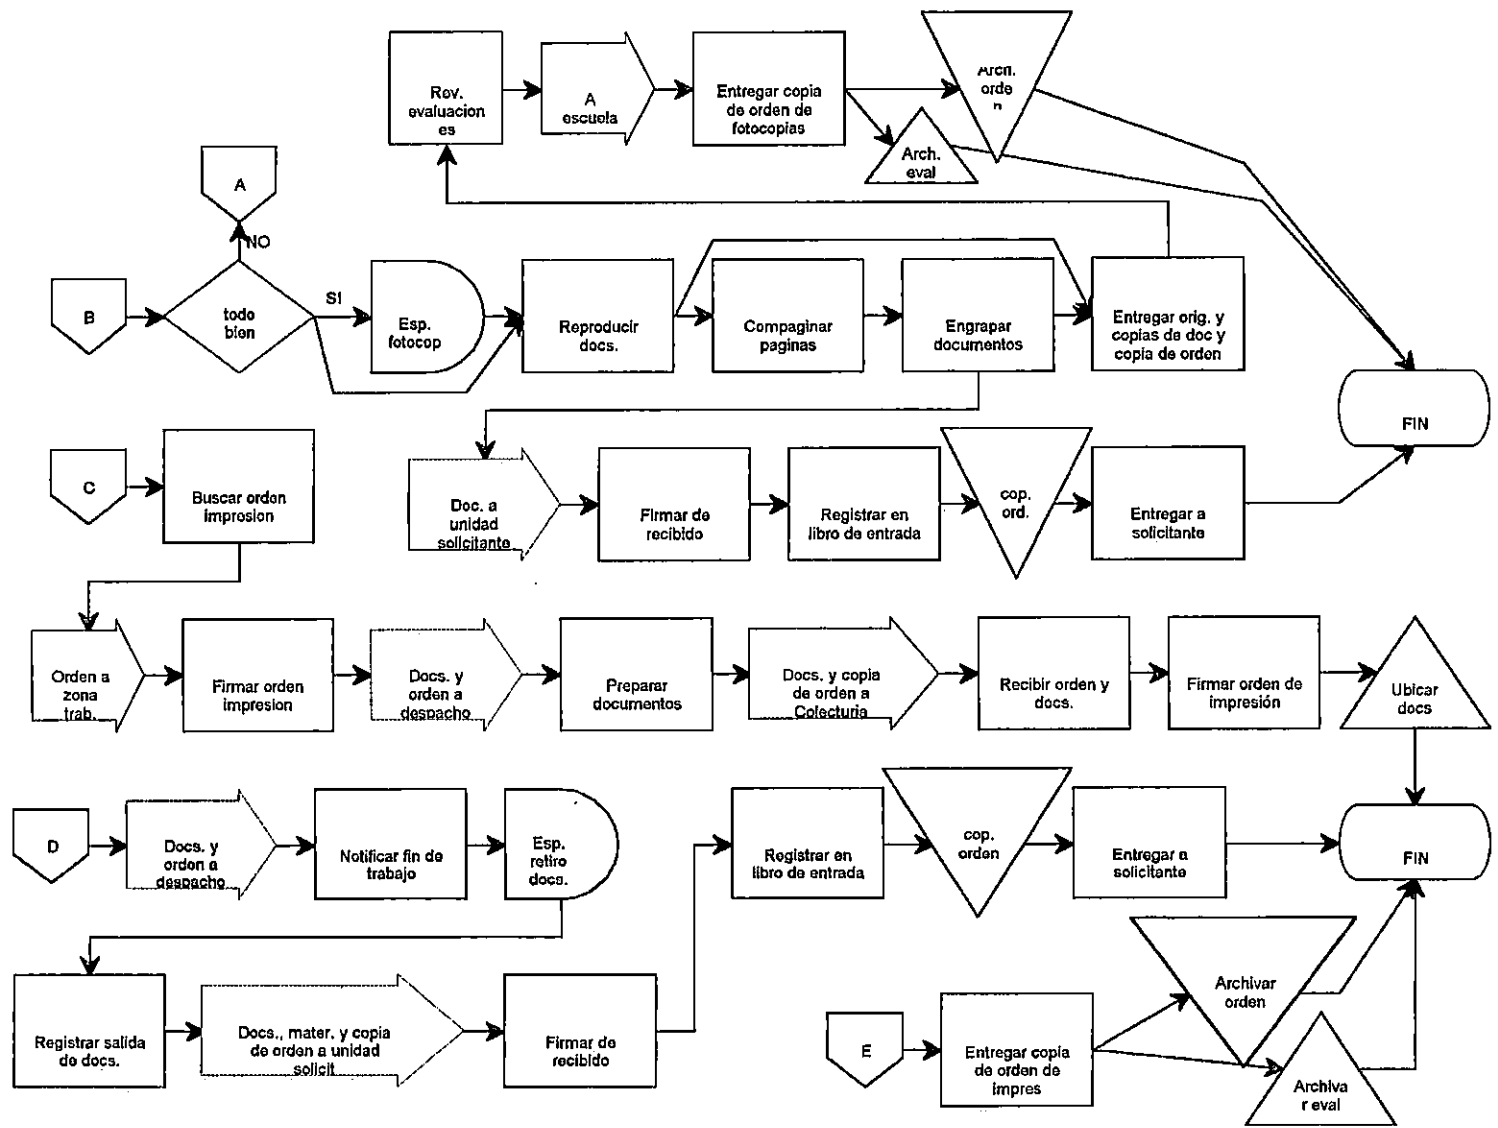 Rev.
evaluacion
es
A
escuela
Entregar copia
de orden de
fotocopias
Arch.
orde
n
Arch.
eval
A
NO
B
todo
bien
SI
Esp.
fotocop
Reproducir
docs.
Compaginar
paginas
Engrapar
documentos
Entregar orig. y
copias de doc y
copia de orden
FIN
C
Buscar orden
impresion
Doc. a
unidad
solicitante
Firmar de
recibido
Registrar en
libro de entrada
cop.
ord.
Entregar a
solicitante
Orden a
zona
trab.
Firmar orden
impresion
Docs. y
orden a
despacho
Preparar
documentos
Docs. y copia
de orden a
Colecturia
Recibir orden y
docs.
Firmar orden de
impresión
Ubicar
docs
D
Docs. y
orden a
despacho
Notificar fin de
trabajo
Esp.
retiro
docs.
Registrar en
libro de entrada
cop.
orden
Entregar a
solicitante
FIN
Registrar salida
de docs.
Docs., mater. y copia
de orden a unidad
solicit
Firmar de
recibido
E
Entregar copia
de orden de
impres
Archivar
orden
Archiva
r eval